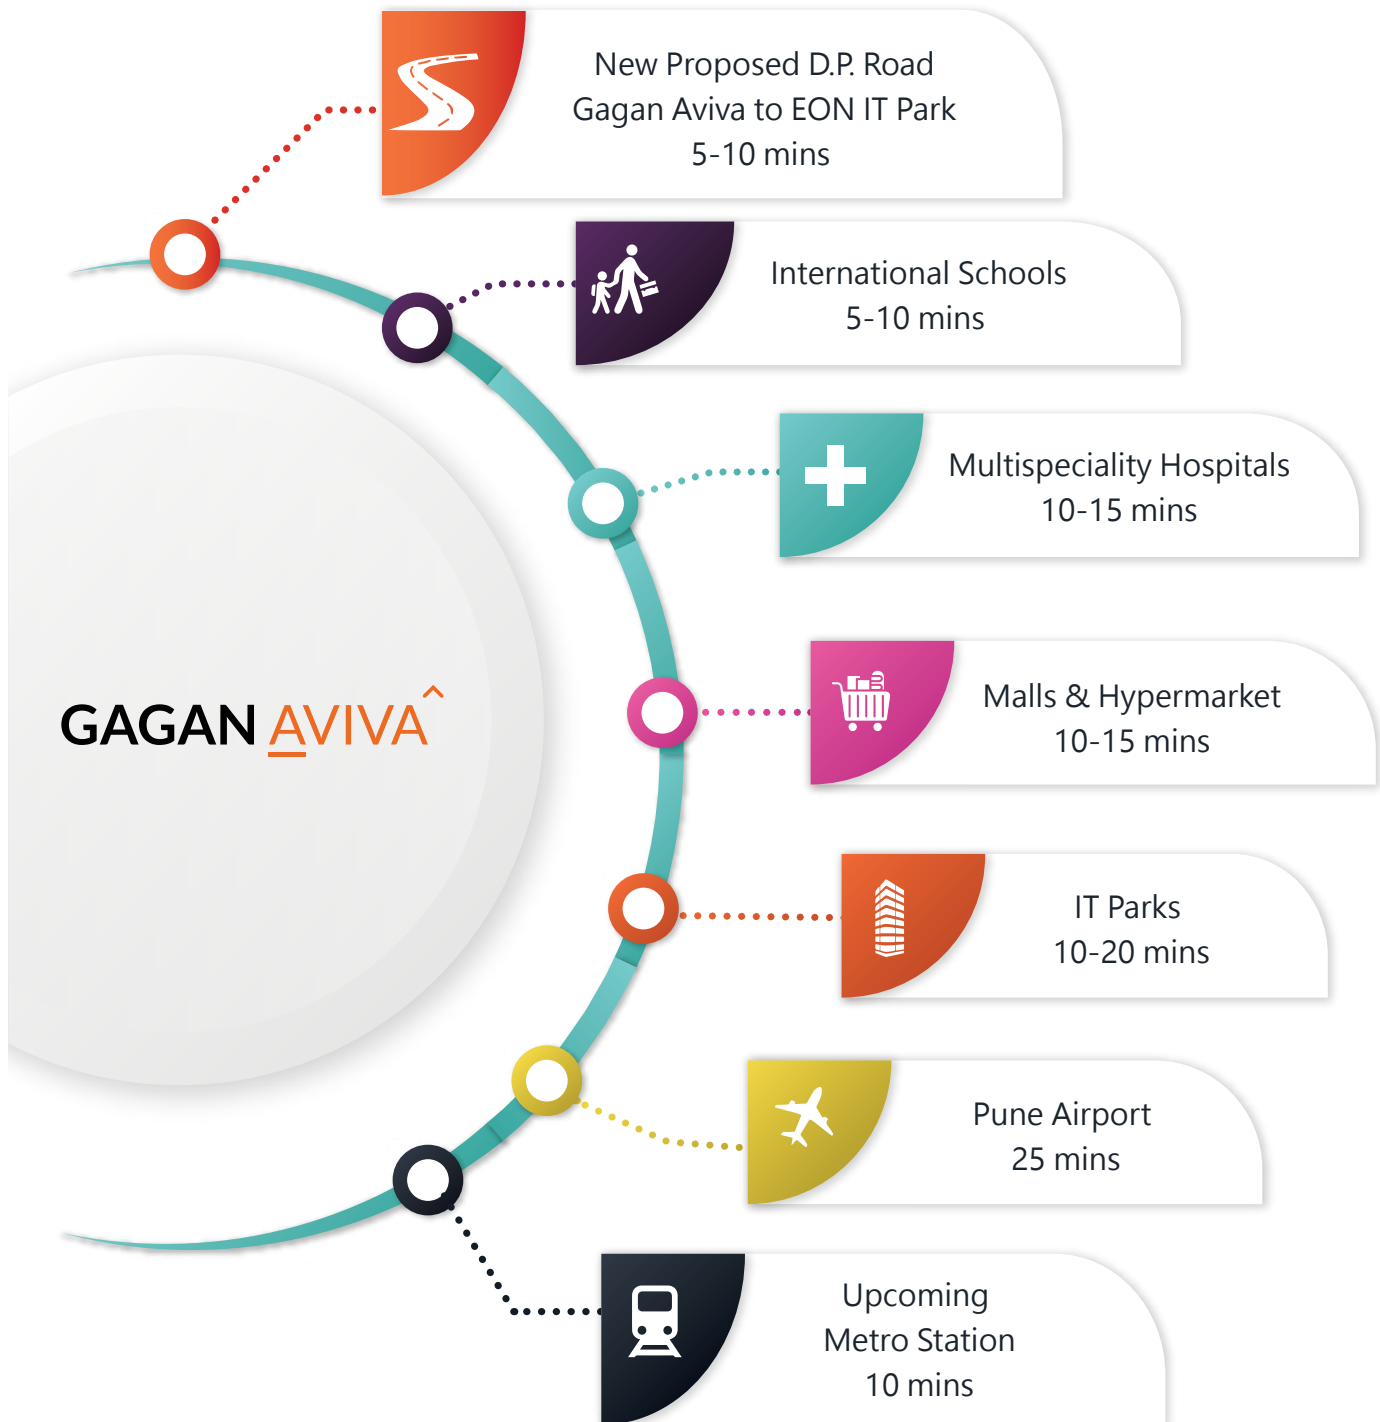 New Proposed D.P. Road
Gagan Aviva to EON IT Park
5-10 mins
International Schools
5-10 mins
Multispeciality Hospitals
10-15 mins
GAGAN AVIVA
Malls & Hypermarket
10-15 mins
IT Parks
10-20 mins
Pune Airport
25 mins
Upcoming
Metro Station
10 mins